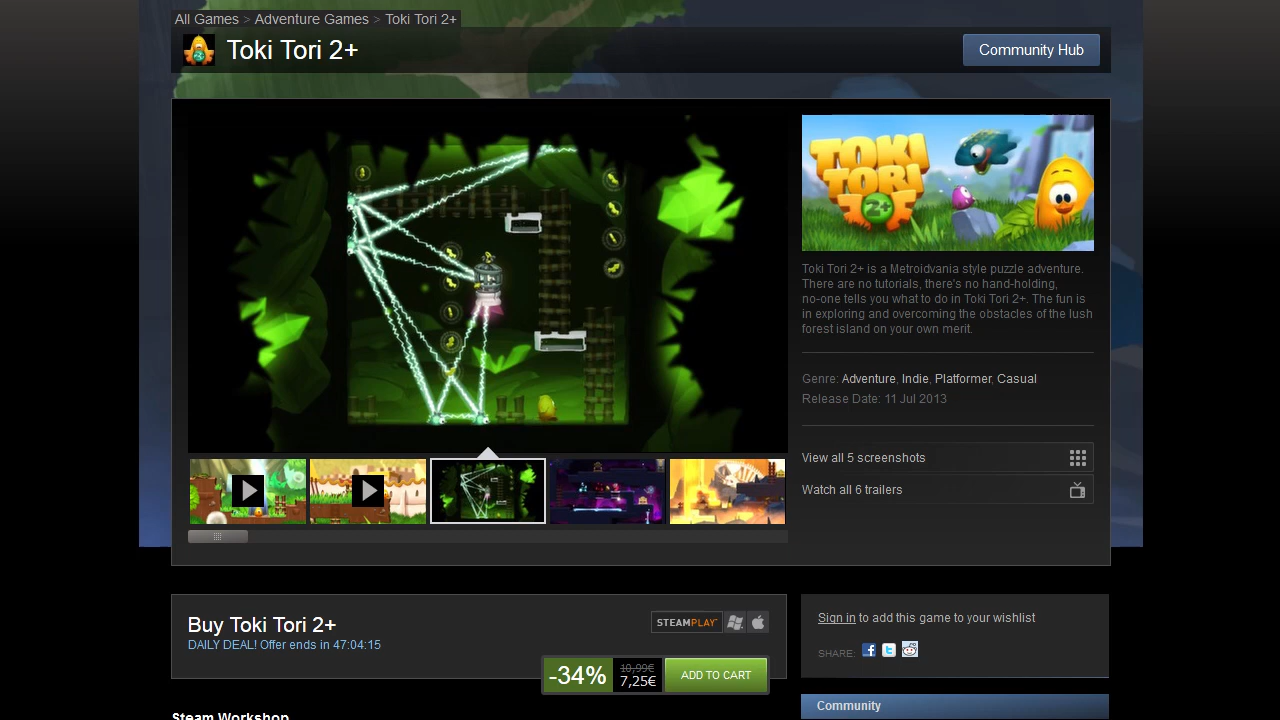 All Games > Adventure Games > Toki Tori 2+
Toki Tori 2+
Community Hub
TOKI
TORI
2+
Toki Tori 2+ is a Metroidvania style puzzle adventure.
There are no tutorials, there's no hand-holding,
no-one tells you what to do in Toki Tori 2+. The fun is
in exploring and overcoming the obstacles of the lush
forest island on your own merit.
Genre: Adventure, Indie, Platformer, Casual
Release Date: 11 Jul 2013
View all 5 screenshots
Watch all 6 trailers
Buy Toki Tori 2+
DAILY DEAL! Offer ends in 47:04:15
STEAMPLAY
-34%
10,99€
7,25€
ADD TO CART
Sign in to add this game to your wishlist
SHARE:
Steam Workshop
Community